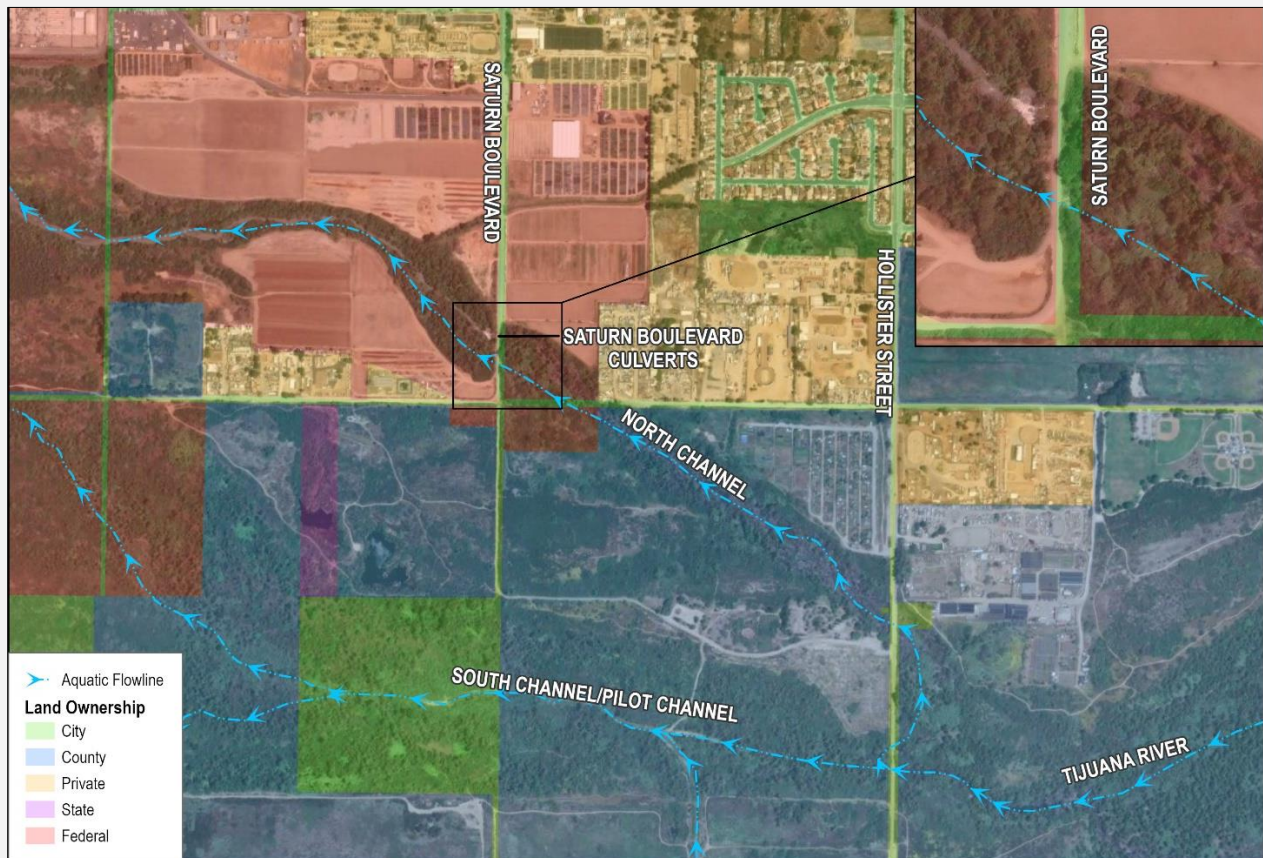 SATURN BOULEVARD
SATURN BOULEVARD
HOLLISTER STREET
SATURN BOULEVARD
CULVERTS
NORTH CHANNEL
SOUTH CHANNEL/PILOT CHANNEL
TIJUANA RIVER
Aquatic Flowline
Land Ownership
City
County
Private
State
Federal